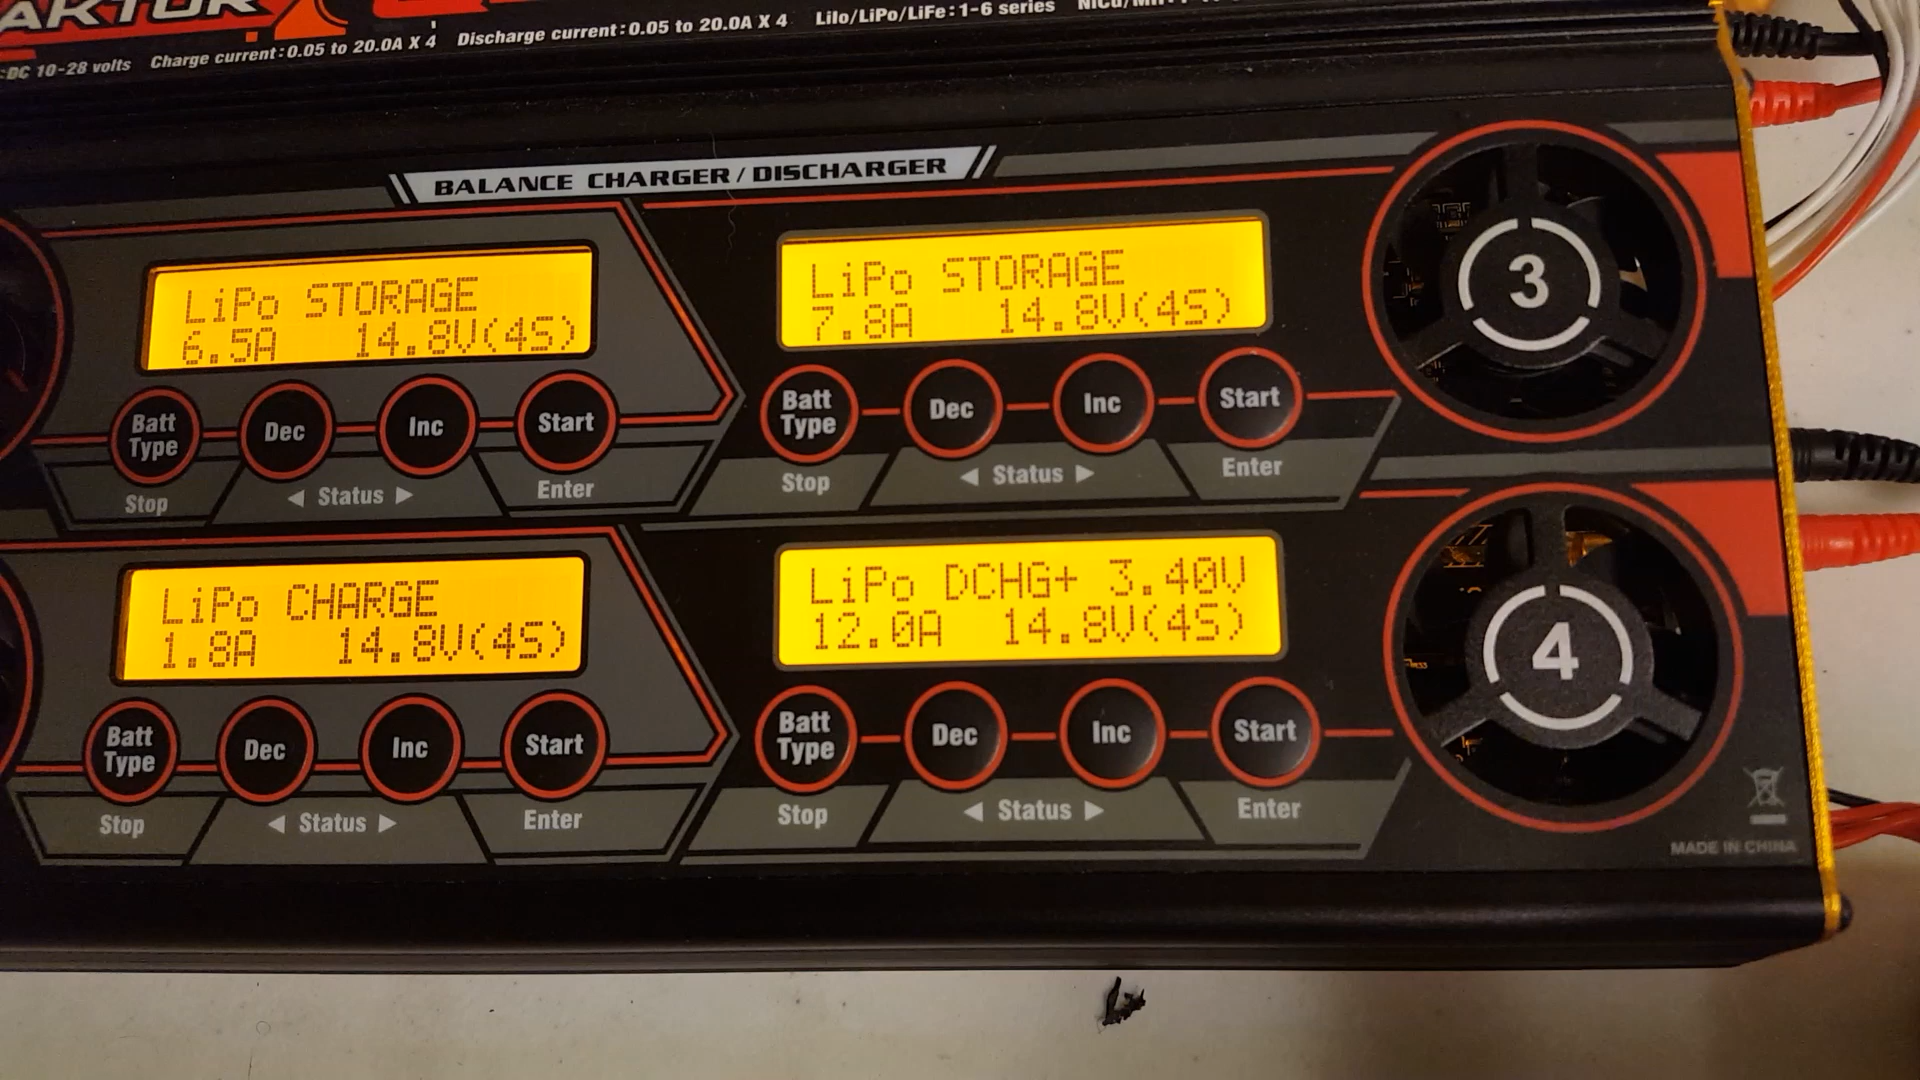 AKTOR
:DC 10-28 volts Charge current:0.05 to 20.0A X 4 Discharge current:0.05 to 20.0A X 4 LiIo/LiPo/LiFe:1-6 series
BALANCE CHARGER/DISCHARGER
LiPo STORAGE
6.5A 14.8V(4S)
Batt Type
Dec
Inc
Start
Stop
◀ Status ▶
Enter
LiPo STORAGE
7.8A 14.8V(4S)
Batt Type
Dec
Inc
Start
Stop
◀ Status ▶
Enter
3
LiPo CHARGE
1.8A 14.8V(4S)
Batt Type
Dec
Inc
Start
Stop
◀ Status ▶
Enter
LiPo DCHG+ 3.40V
12.0A 14.8V(4S)
Batt Type
Dec
Inc
Start
Stop
◀ Status ▶
Enter
4
MADE IN CHINA